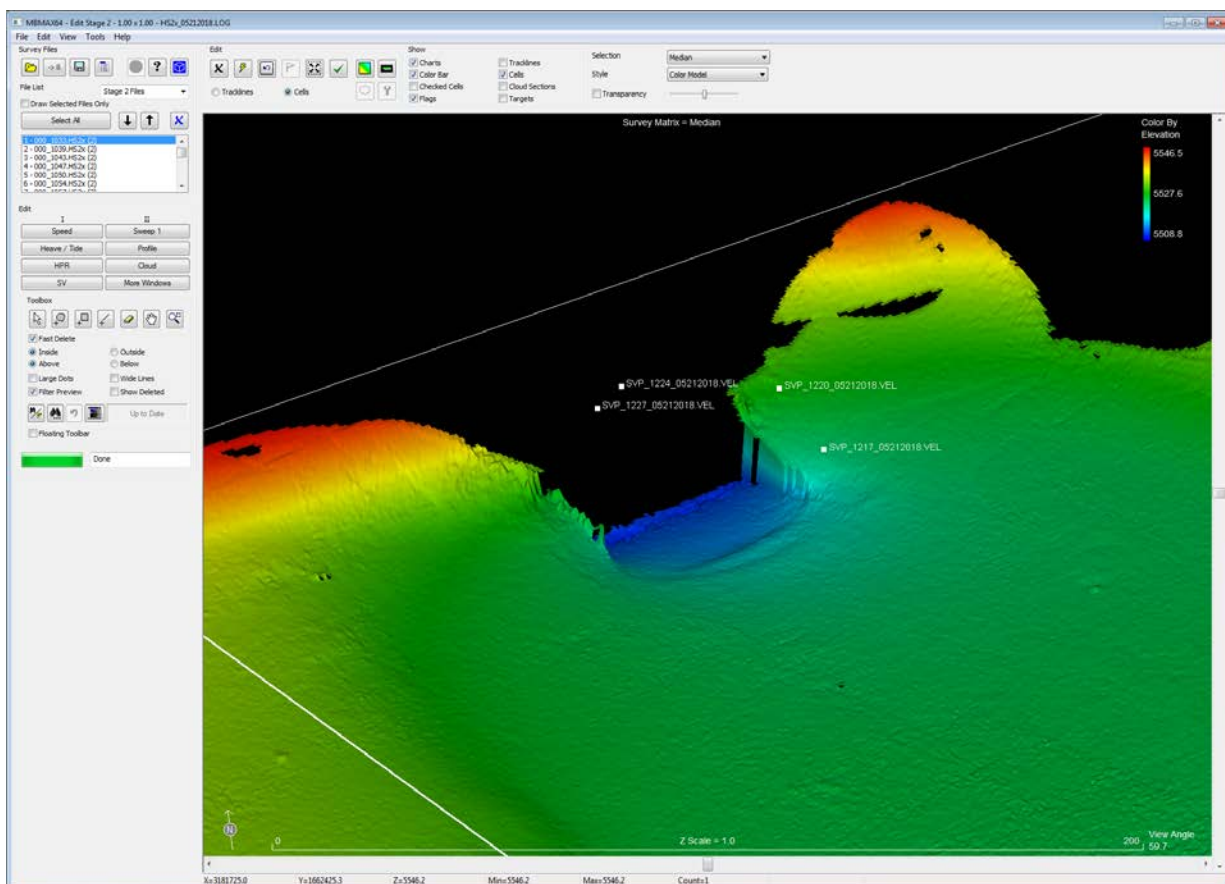 MBMAX64 - Edit Stage 2 - 1.00 x 1.00 - HS2x_05212018.LOG
File Edit View Tools Help
Survey Files
File List
Stage 2 Files
Draw Selected Files Only
Select All
1 - 000_1033.HS2x (2)
2 - 000_1039.HS2x (2)
3 - 000_1043.HS2x (2)
4 - 000_1047.HS2x (2)
5 - 000_1050.HS2x (2)
6 - 000_1054.HS2x (2)
Edit
I II
Speed Sweep 1
Heave / Tide Profile
HPR Cloud
SV More Windows
Toolbox
Fast Delete
Inside Outside
Above Below
Large Dots Wide Lines
Filter Preview Show Deleted
Up to Date
Floating Toolbar
Done
Edit
Tracklines Cells
Show
Charts Tracklines
Color Bar Cells
Checked Cells Cloud Sections
Flags Targets
Selection Median
Style Color Model
Transparency
Survey Matrix = Median
Color By
Elevation
5546.5
5527.6
5508.8
SVP_1224_05212018.VEL
SVP_1220_05212018.VEL
SVP_1227_05212018.VEL
SVP_1217_05212018.VEL
N
0 Z Scale = 1.0 200
View Angle
59.7
X=3181725.0 Y=1662425.3 Z=5546.2 Min=5546.2 Max=5546.2 Count=1